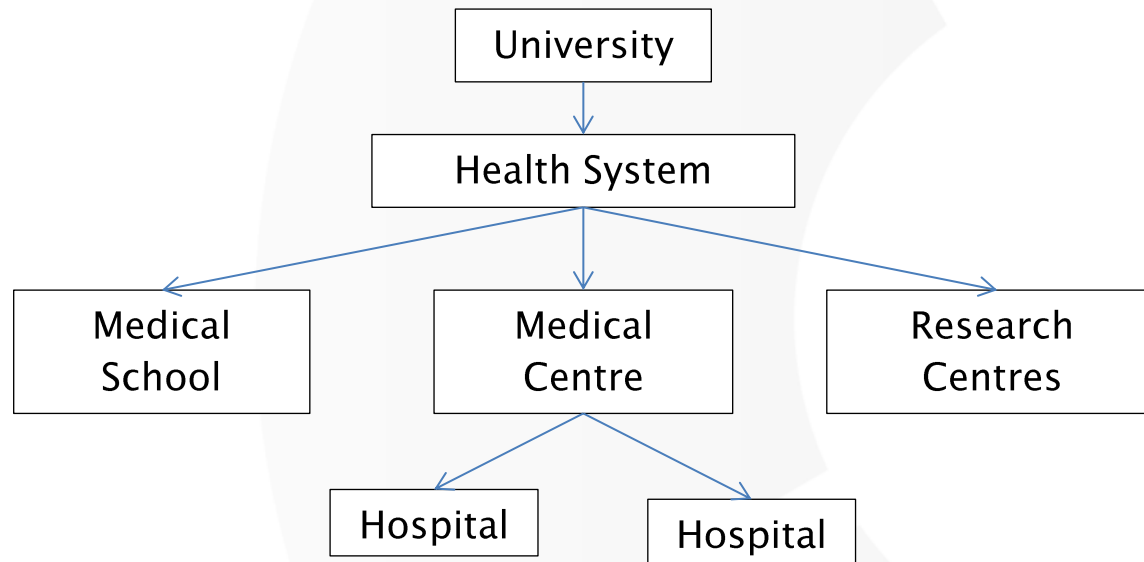 University
Health System
Medical
School
Medical
Centre
Research
Centres
Hospital
Hospital